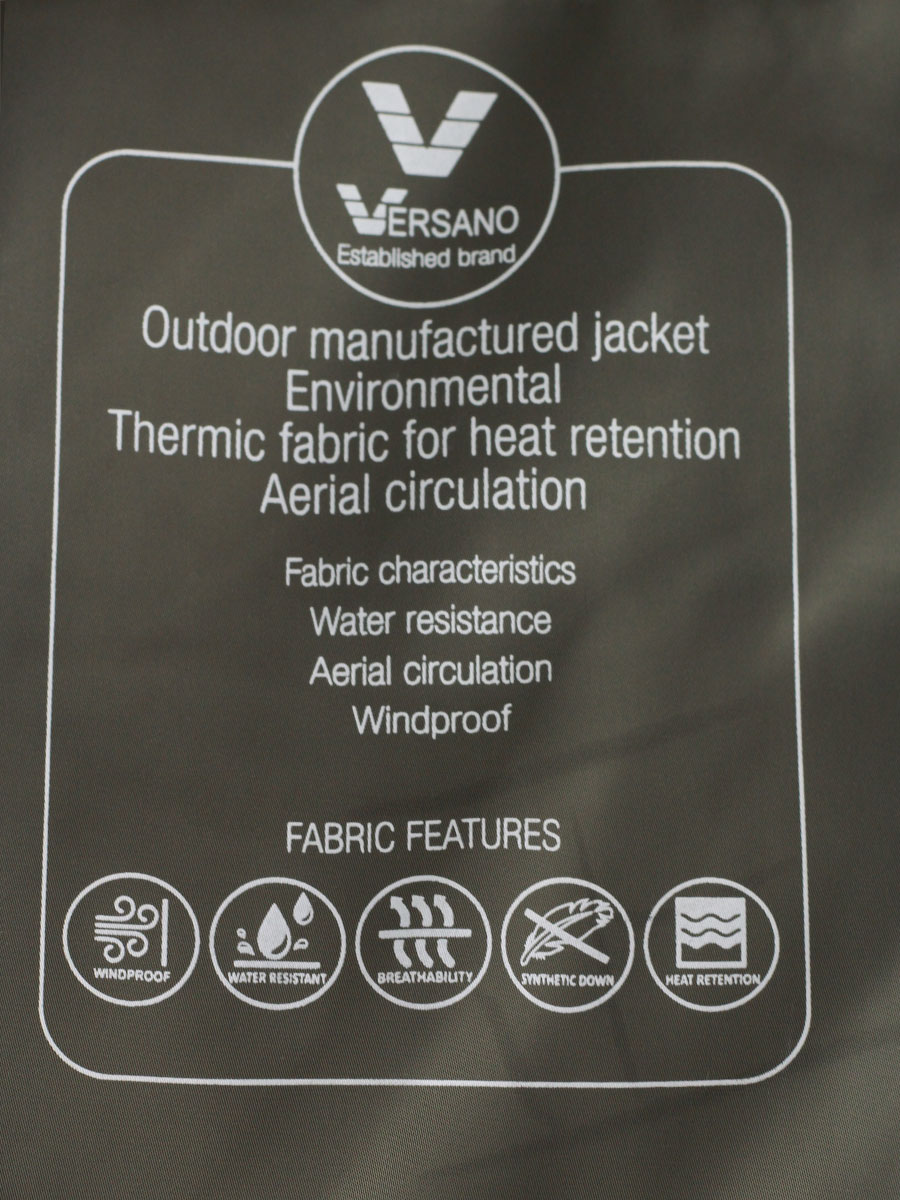 VERSANO
Established brand
Outdoor manufactured jacket
Environmental
Thermic fabric for heat retention
Aerial circulation
Fabric characteristics
Water resistance
Aerial circulation
Windproof
FABRIC FEATURES
WINDPROOF
WATER RESISTANT
BREATHABILITY
SYNTHETIC DOWN
HEAT RETENTION